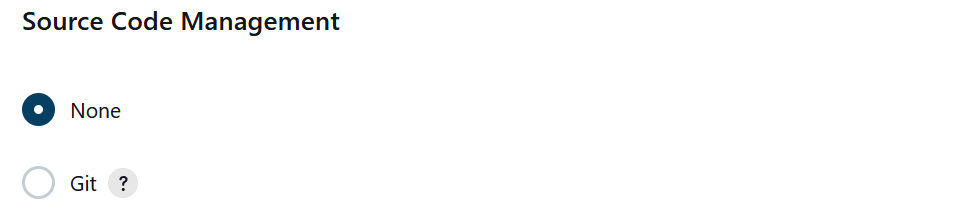 Source Code Management
None
Git ?